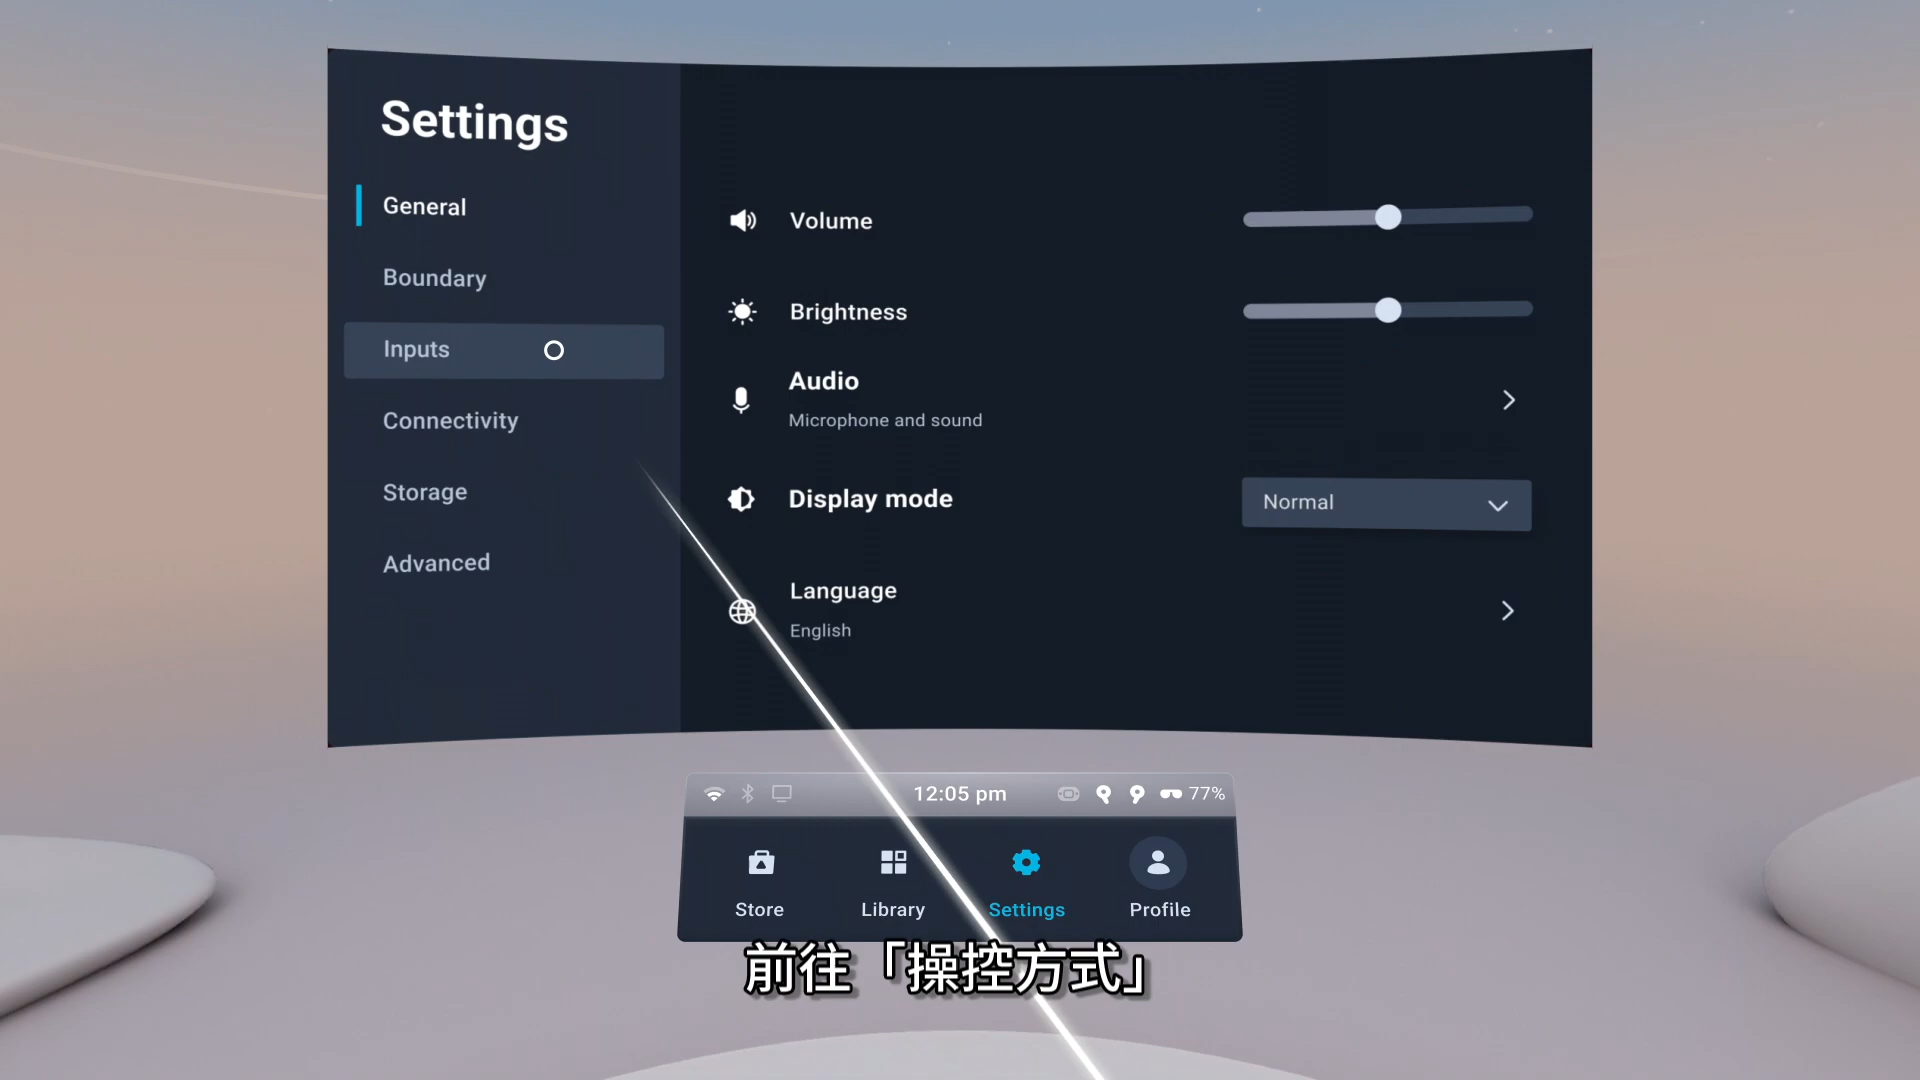 Settings
General
Boundary
Inputs
Connectivity
Storage
Advanced
Volume
Brightness
Audio
Microphone and sound
Display mode
Normal
Language
English
12:05 pm
77%
Store
Library
Settings
Profile
前往「操控方式」